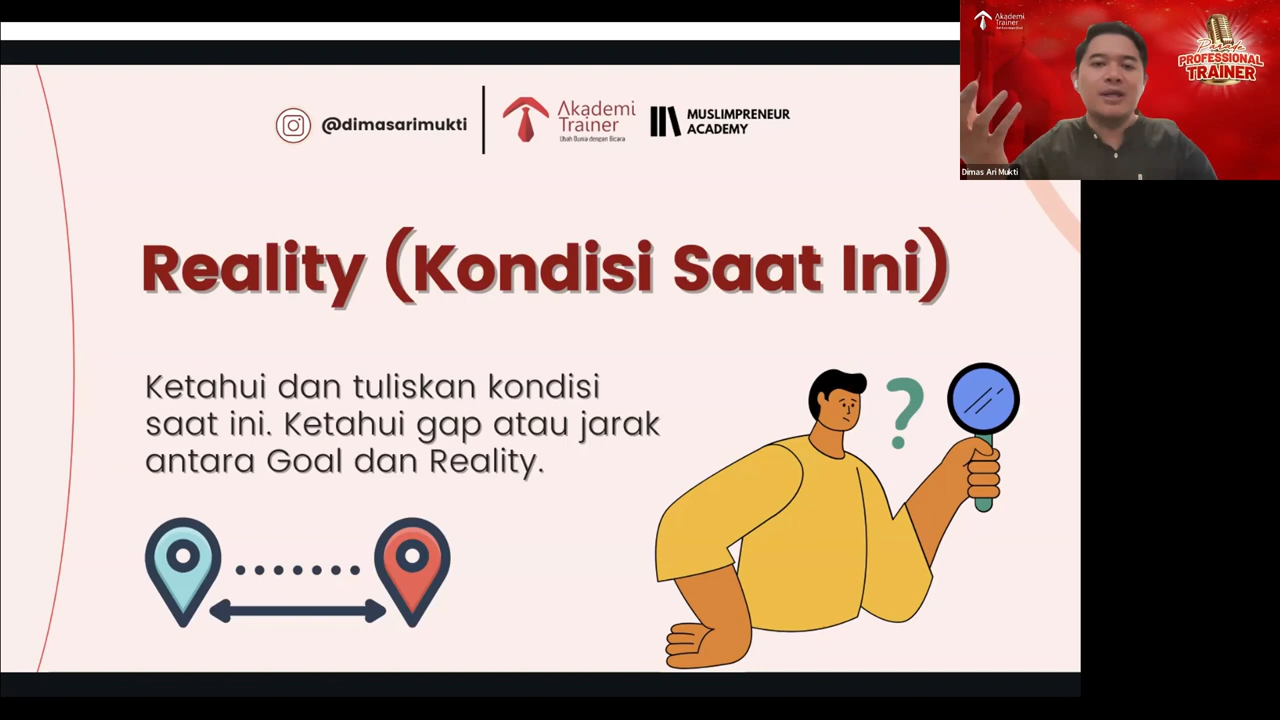 @dimasarimukti
Akademi
Trainer
Ubah Dunia dengan Bicara
MUSLIMPRENEUR
ACADEMY
Reality (Kondisi Saat Ini)
Ketahui dan tuliskan kondisi
saat ini. Ketahui gap atau jarak
antara Goal dan Reality.
?
Akademi
Trainer
PROFESSIONAL
TRAINER
Dimas Ari Mukti